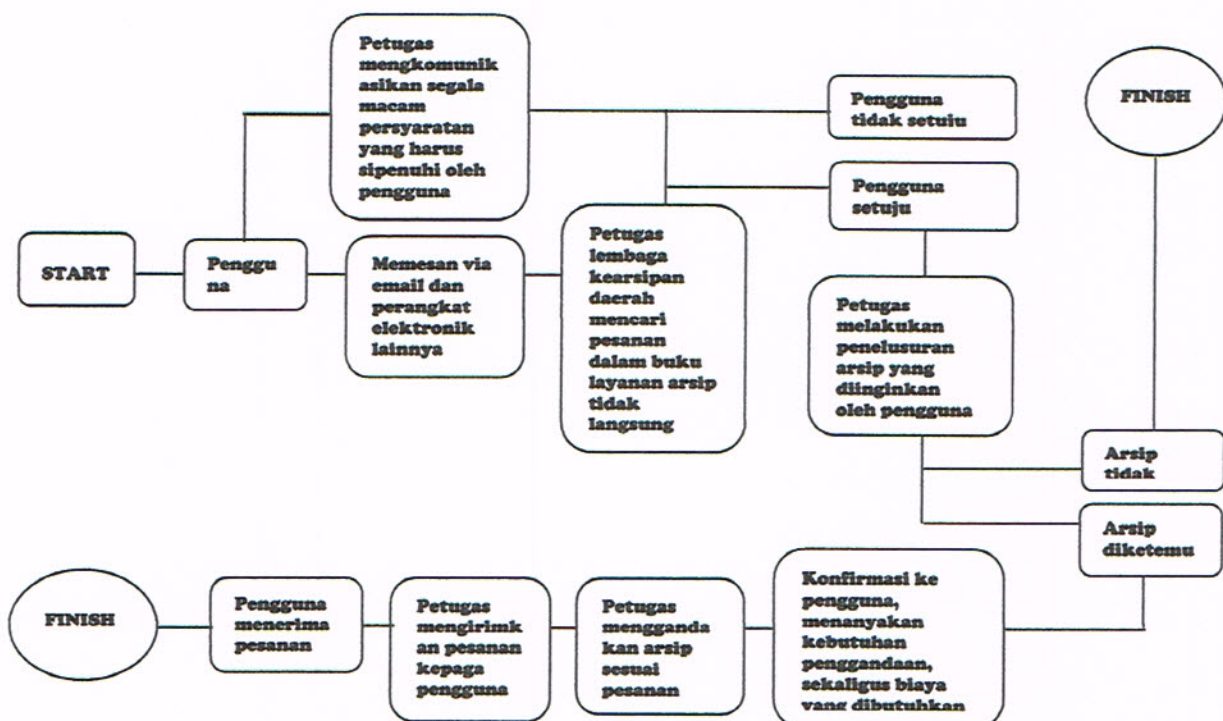 Petugas
mengkomunik
asikan segala
macam
persyaratan
yang harus
sipenuhi oleh
pengguna
Pengguna
tidak setuju
FINISH
Pengguna
setuju
START
Penggu
na
Memesan via
email dan
perangkat
elektronik
lainnya
Petugas
lembaga
kearsipan
daerah
mencari
pesanan
dalam buku
layanan arsip
tidak
langsung
Petugas
melakukan
penelusuran
arsip yang
diinginkan
oleh pengguna
Arsip
tidak
Arsip
diketemu
FINISH
Pengguna
menerima
pesanan
Petugas
mengirimk
an pesanan
kepaga
pengguna
Petugas
mengganda
kan arsip
sesuai
pesanan
Konfirmasi ke
pengguna,
menanyakan
kebutuhan
penggandaan,
sekaligus biaya
yang dibutuhkan